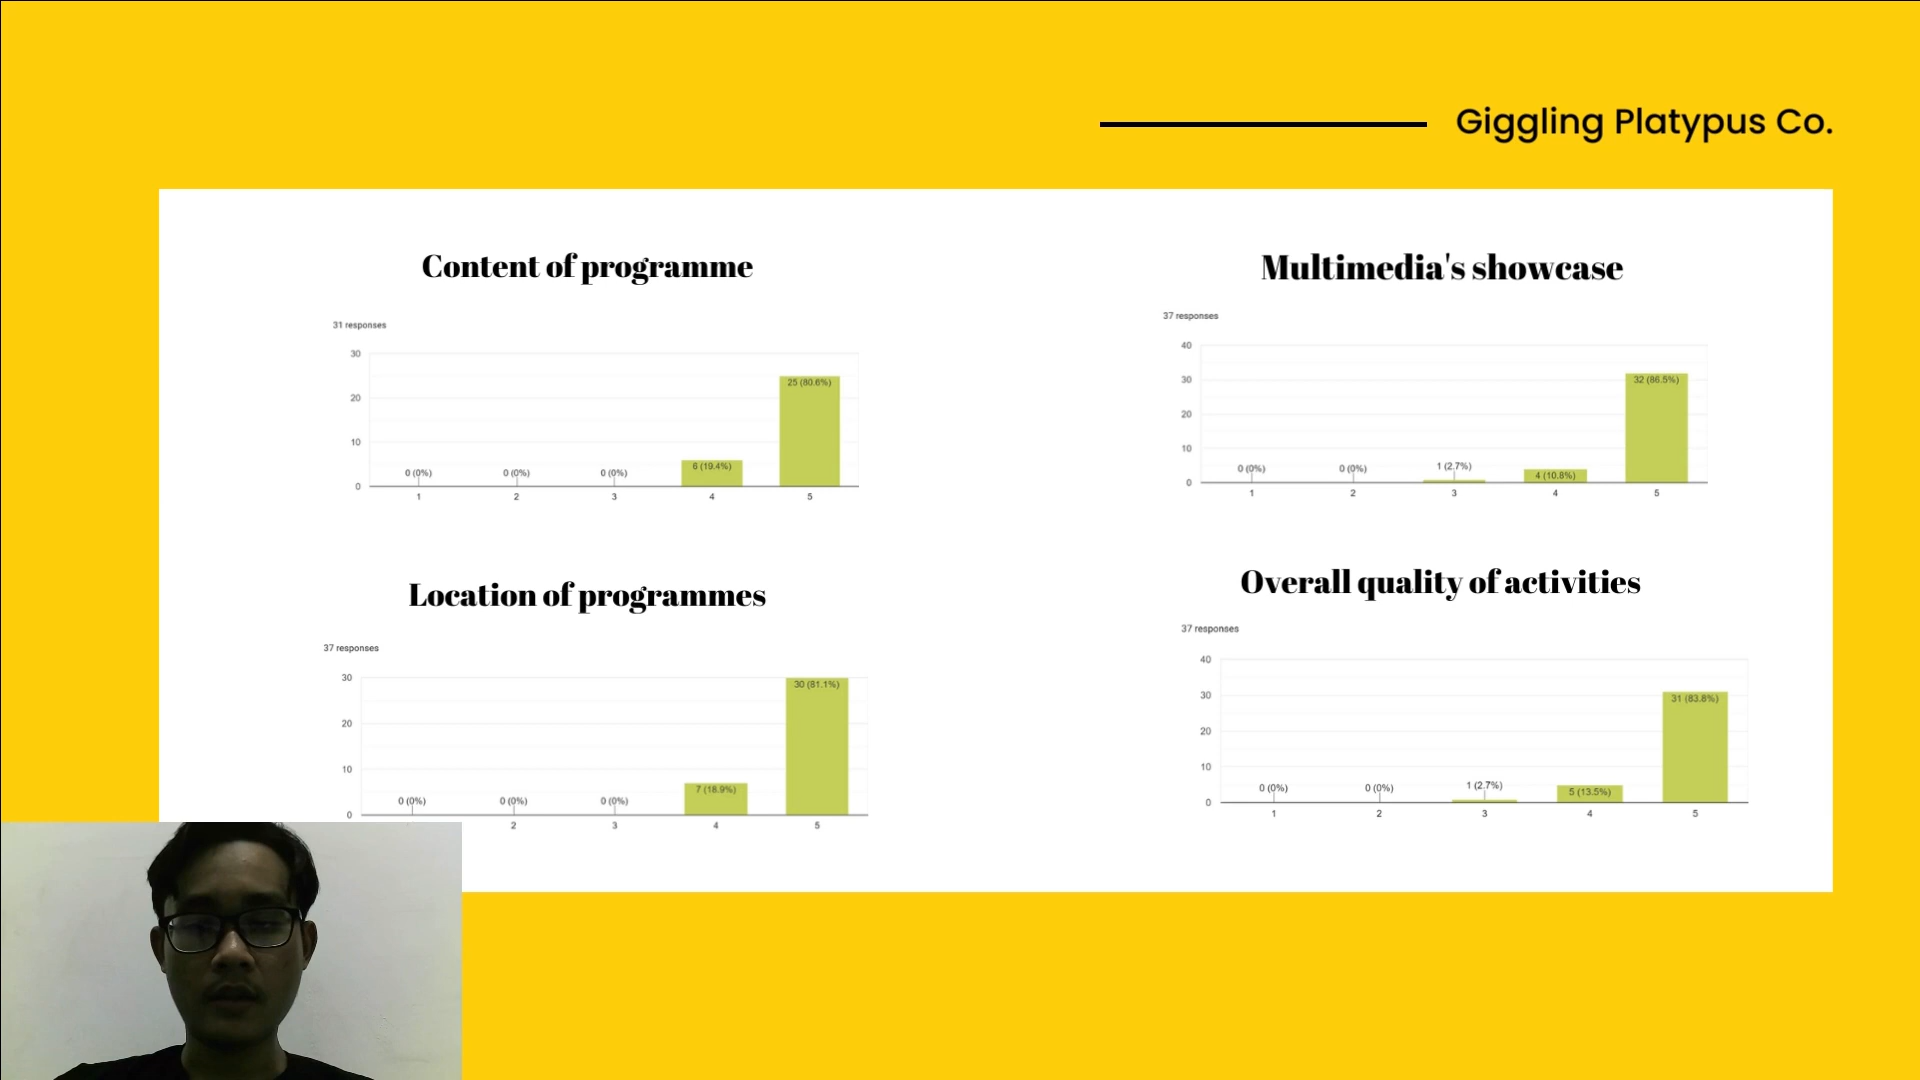 Giggling Platypus Co.
Content of programme
31 responses
30
20
10
0
0 (0%)
0 (0%)
0 (0%)
6 (19.4%)
25 (80.6%)
1 2 3 4 5
Multimedia's showcase
37 responses
40
30
20
10
0
0 (0%)
0 (0%)
1 (2.7%)
4 (10.8%)
32 (86.5%)
1 2 3 4 5
Location of programmes
37 responses
30
20
10
0
0 (0%)
0 (0%)
0 (0%)
7 (18.9%)
30 (81.1%)
2 3 4 5
Overall quality of activities
37 responses
40
30
20
10
0
0 (0%)
0 (0%)
1 (2.7%)
5 (13.5%)
31 (83.8%)
1 2 3 4 5